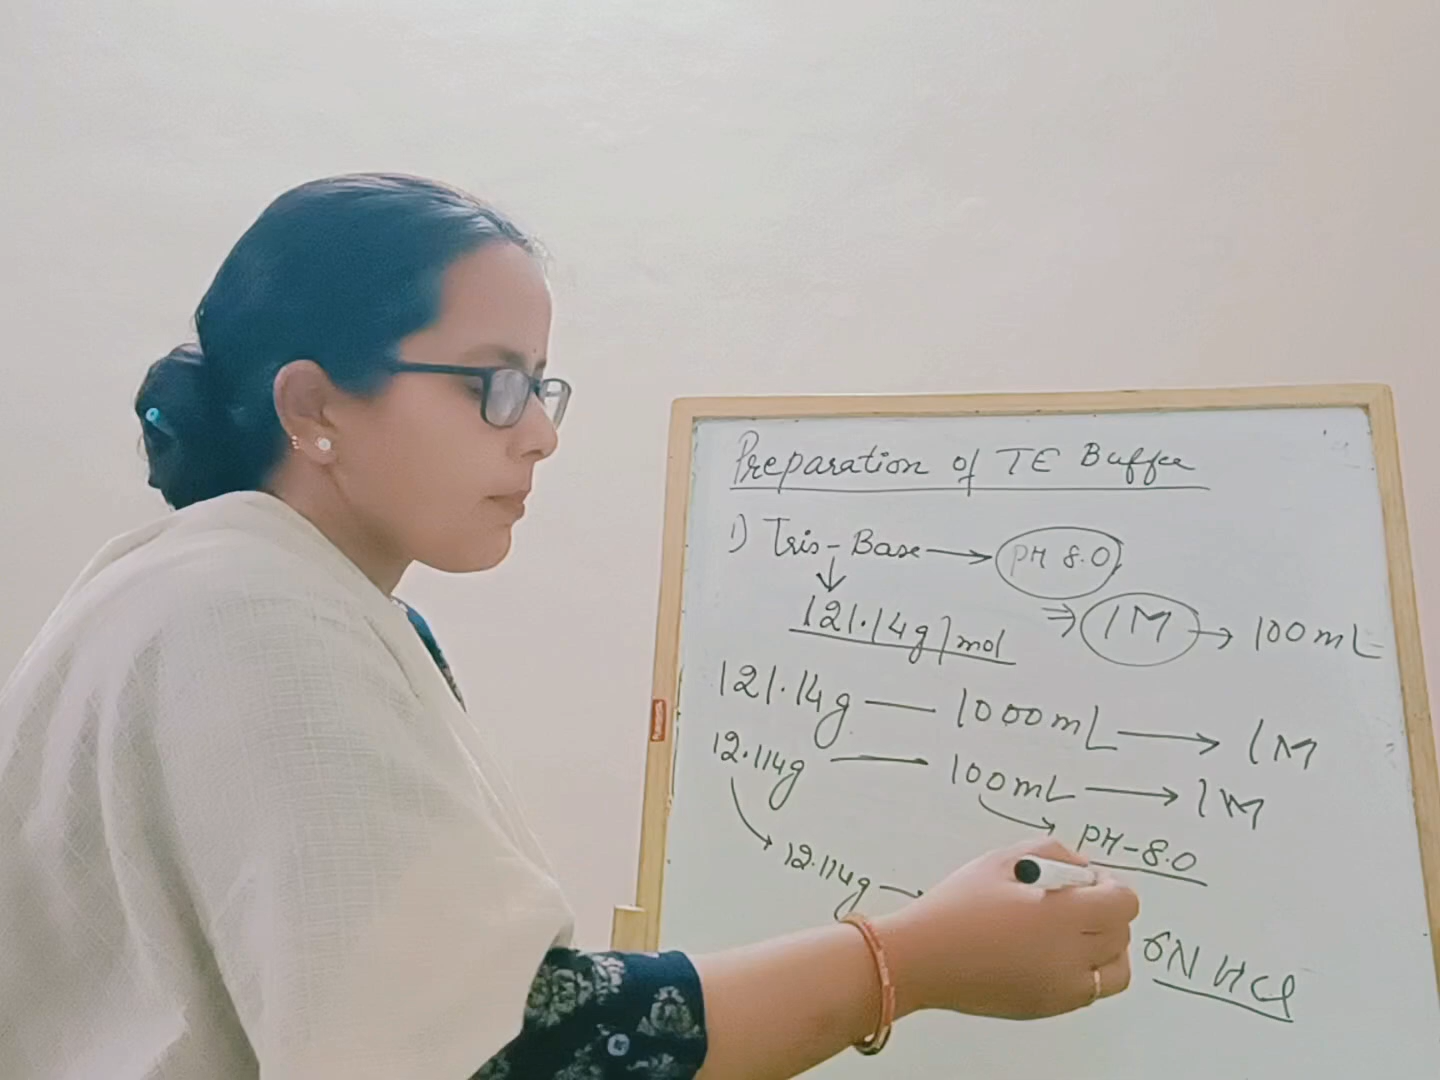 Preparation of TE Buffer
1) Tris-Base → pH 8.0
↓
121.14g/mol ⇒ 1M → 100mL
121.14g — 1000mL → 1M
12.114g — 100mL → 1M
pH-8.0
12.114g →
6N HCl